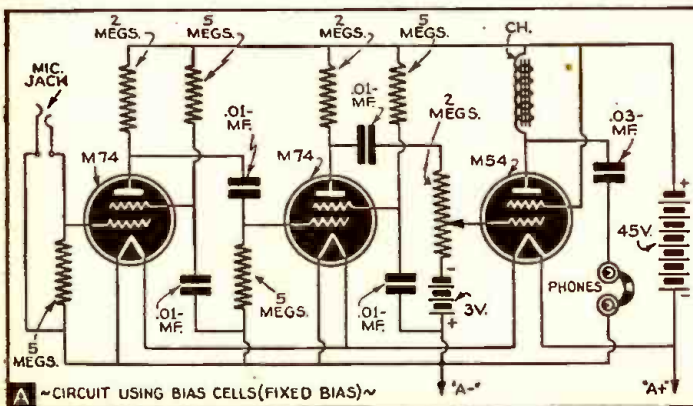 2
MEGS.
5
MEGS.
2
MEGS.
5
MEGS.
CH.
MIC.
JACK
.01-
MF.
.01-
MF.
2
MEGS.
.03-
MF.
M74
M74
M54
45V.
PHONES
5
MEGS.
.01-
MF.
5
MEGS.
.01-
MF.
-
3V.
+
+
-
A ~CIRCUIT USING BIAS CELLS (FIXED BIAS)~
"A-"
"A+"